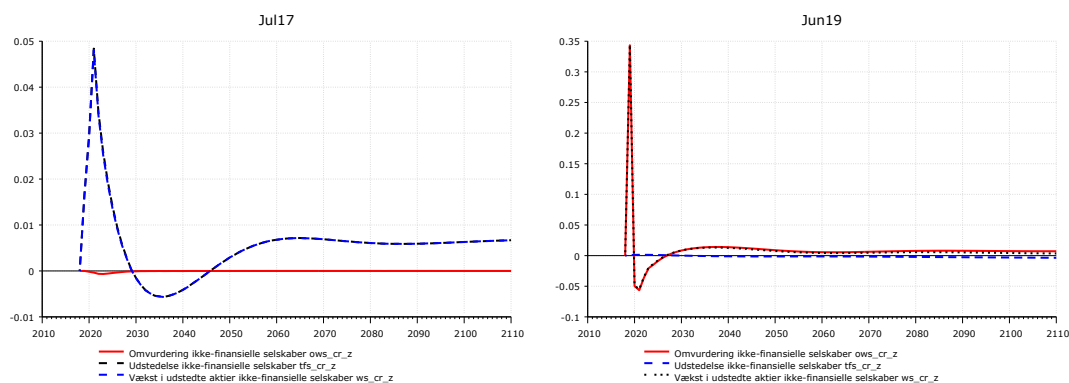 Jul17
0.05
0.04
0.03
0.02
0.01
0
-0.01
2010 2020 2030 2040 2050 2060 2070 2080 2090 2100 2110
Omvurdering ikke-finansielle selskaber ows_cr_z
Udstedelse ikke-finansielle selskaber tfs_cr_z
Vækst i udstedte aktier ikke-finansielle selskaber ws_cr_z
Jun19
0.35
0.3
0.25
0.2
0.15
0.1
0.05
0
-0.05
-0.1
2010 2020 2030 2040 2050 2060 2070 2080 2090 2100 2110
Omvurdering ikke-finansielle selskaber ows_cr_z
Udstedelse ikke-finansielle selskaber tfs_cr_z
Vækst i udstedte aktier ikke-finansielle selskaber ws_cr_z